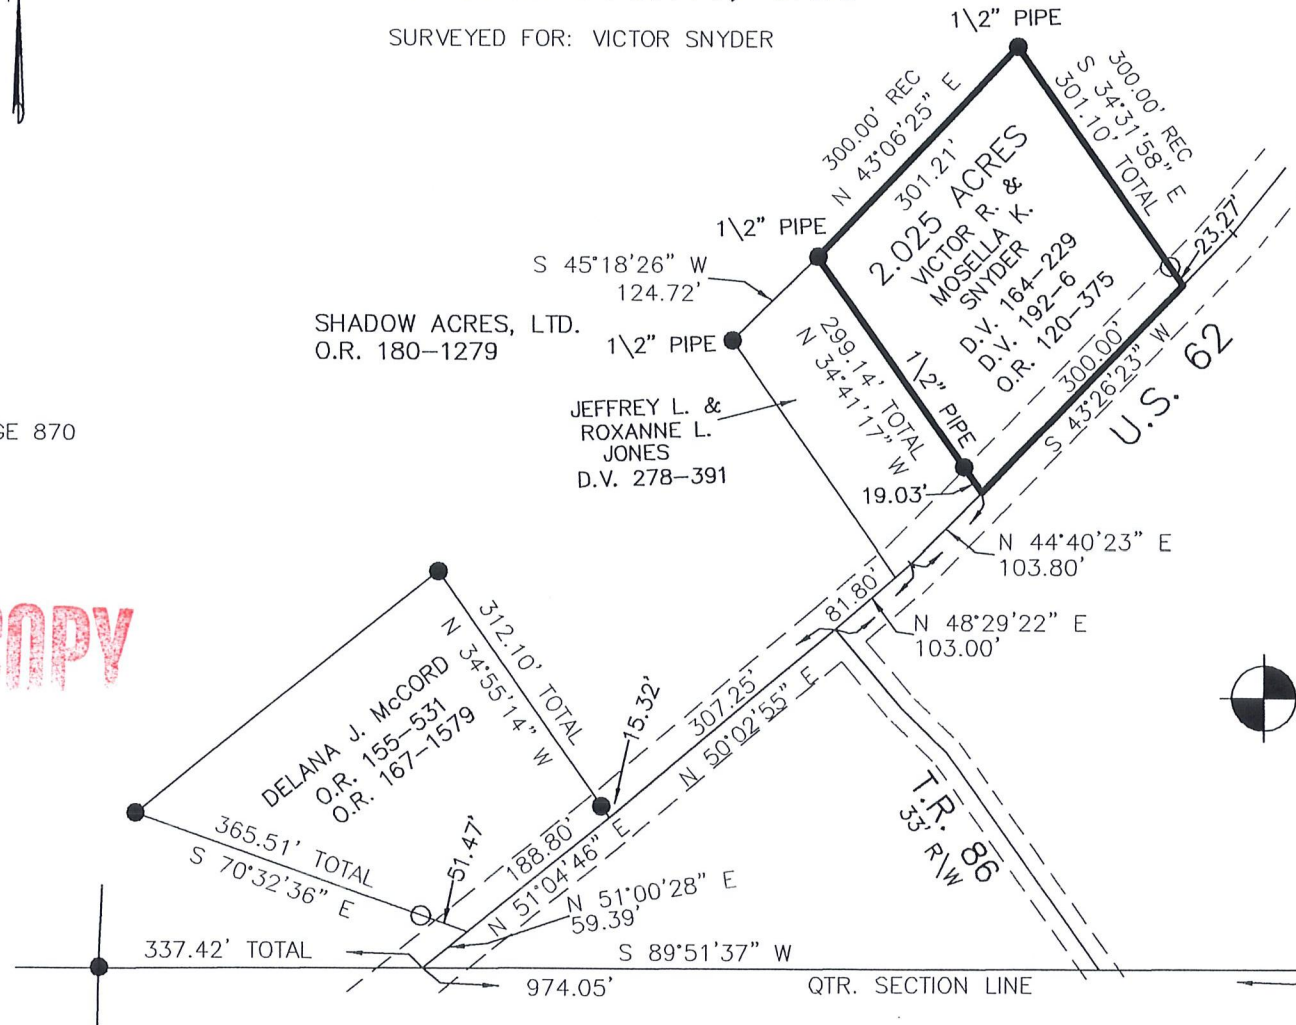 SURVEYED FOR: VICTOR SNYDER
1\2" PIPE
300.00' REC
N 43°06'25" E
301.21'
300.00' REC
S 34°31'58" E
301.10' TOTAL
2.025 ACRES
VICTOR R. &
MOSELLA K.
SNYDER
D.V. 164-229
D.V. 192-6
O.R. 120-375
23.27'
1\2" PIPE
S 45°18'26" W
124.72'
SHADOW ACRES, LTD.
O.R. 180-1279
1\2" PIPE
299.14' TOTAL
N 34°41'17" W
1\2" PIPE
300.00'
S 43°26'23" W
U.S. 62
JEFFREY L. &
ROXANNE L.
JONES
D.V. 278-391
GE 870
19.03'
N 44°40'23" E
103.80'
81.80'
N 48°29'22" E
103.00'
COPY
312.10' TOTAL
N 34°55'14" W
DELANA J. McCORD
O.R. 155-531
O.R. 167-1579
15.32'
307.25'
N 50°02'55" E
T.R. 86
33' R\W
365.51' TOTAL
S 70°32'36" E
51.47'
188.80'
N 51°04'46" E
N 51°00'28" E
59.39'
337.42' TOTAL
S 89°51'37" W
974.05'
QTR. SECTION LINE